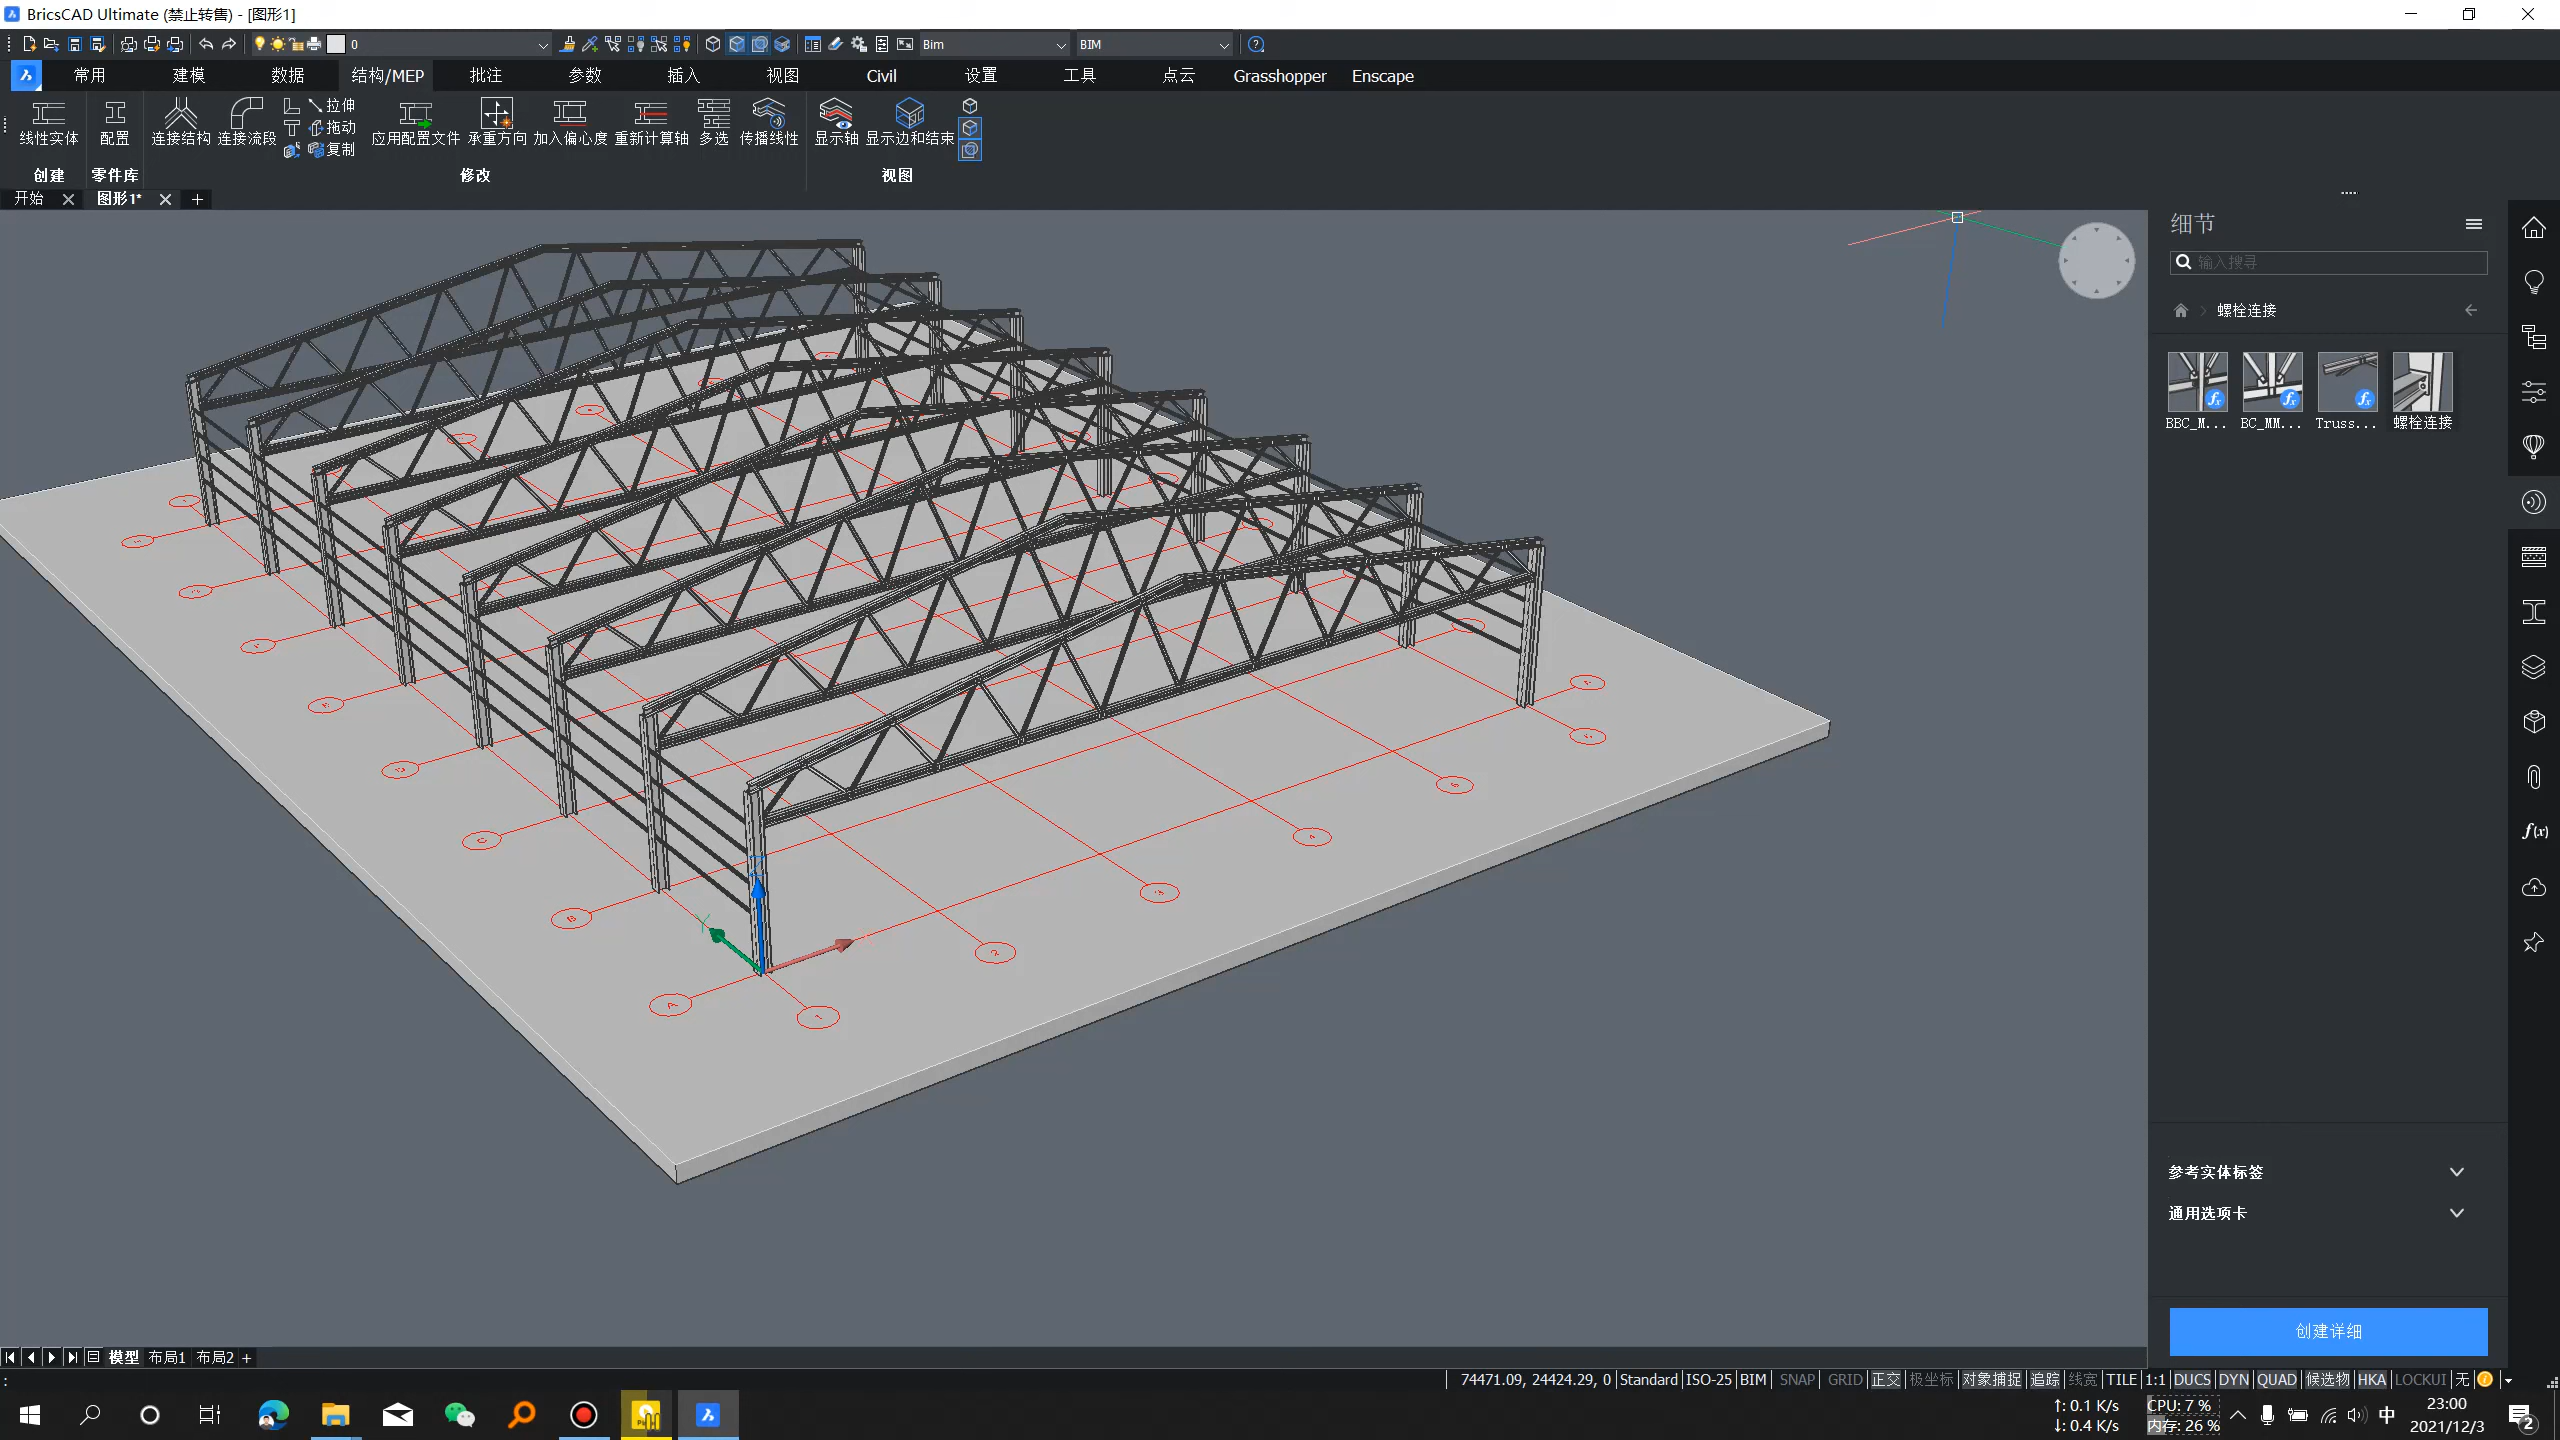 BricsCAD Ultimate (禁止转售) - [图形1]
0
Bim
BIM
常用 建模 数据 结构/MEP 批注 参数 插入 视图 Civil 设置 工具 点云 Grasshopper Enscape
拉伸
拖动
复制
线性实体 配置 连接结构 连接流段 应用配置文件 承重方向 加入偏心度 重新计算轴 多选 传播线性 显示轴 显示边和结束
创建 零件库 修改 视图
开始 图形1*
细节
输入搜寻
螺栓连接
BBC_M... BC_MM... Truss... 螺栓连接
Y
A
B
1
2
参考实体标签
通用选项卡
创建详细
模型 布局1 布局2
:
74471.09, 24424.29, 0 Standard ISO-25 BIM SNAP GRID 正交 极坐标 对象捕捉 追踪 线宽 TILE 1:1 DUCS DYN QUAD 候选物 HKA LOCKUI 无
f(x)
↑: 0.1 K/s
↓: 0.4 K/s
CPU: 7 %
内存: 26 %
中
23:00
2021/12/3
2